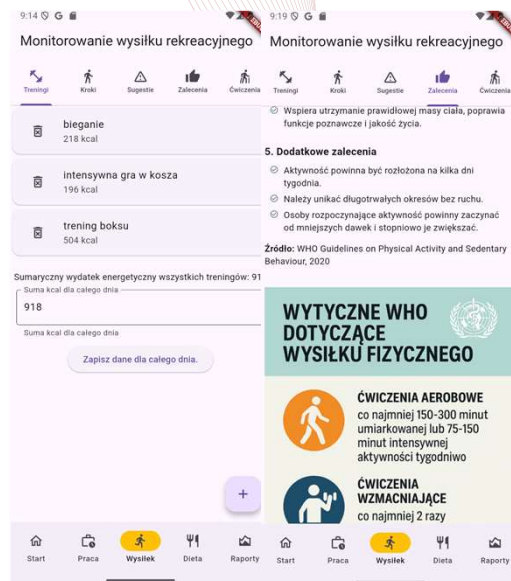 9:14
Monitorowanie wysiłku rekreacyjnego
Treningi
Kroki
Sugestie
Zalecenia
Ćwiczenia
bieganie
218 kcal
intensywna gra w kosza
196 kcal
trening boksu
504 kcal
Sumaryczny wydatek energetyczny wszystkich treningów: 91
Suma kcal dla całego dnia
918
Suma kcal dla całego dnia
Zapisz dane dla całego dnia.
+
Start
Praca
Wysiłek
Dieta
Raporty
9:19
Monitorowanie wysiłku rekreacyjnego
Treningi
Kroki
Sugestie
Zalecenia
Ćwiczenia
Wspiera utrzymanie prawidłowej masy ciała, poprawia
funkcje poznawcze i jakość życia.
5. Dodatkowe zalecenia
Aktywność powinna być rozłożona na kilka dni
tygodnia.
Należy unikać długotrwałych okresów bez ruchu.
Osoby rozpoczynające aktywność powinny zaczynać
od mniejszych dawek i stopniowo je zwiększać.
Źródło: WHO Guidelines on Physical Activity and Sedentary
Behaviour, 2020
WYTYCZNE WHO
DOTYCZĄCE
WYSIŁKU FIZYCZNEGO
ĆWICZENIA AEROBOWE
co najmniej 150-300 minut
umiarkowanej lub 75-150
minut intensywnej
aktywności tygodniwo
ĆWICZENIA
WZMACNIAJĄCE
co najmniej 2 razy
Start
Praca
Wysiłek
Dieta
Raporty